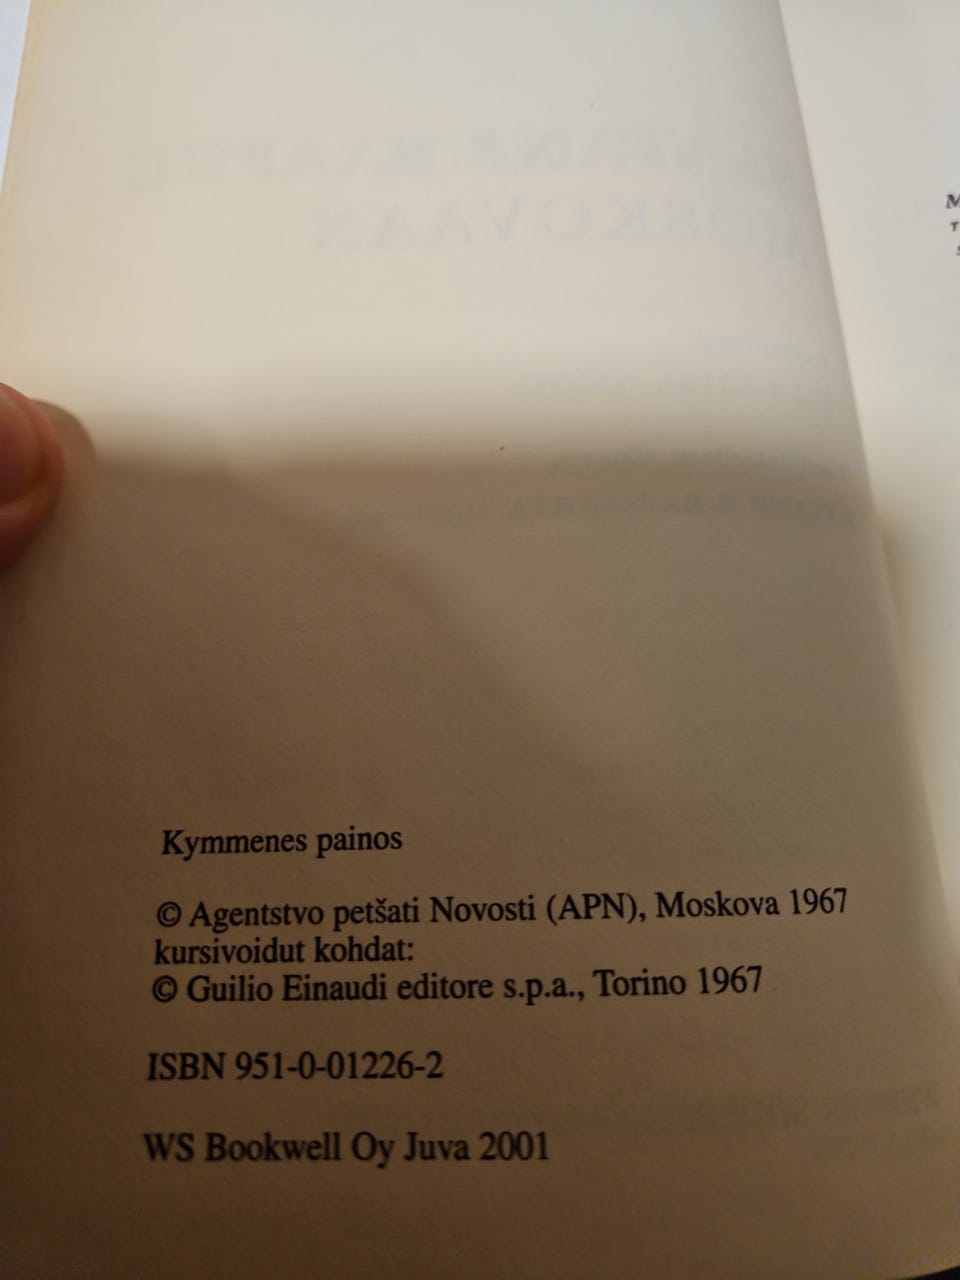 Kymmenes painos
© Agentstvo petšati Novosti (APN), Moskova 1967
kursivoidut kohdat:
© Guilio Einaudi editore s.p.a., Torino 1967
ISBN 951-0-01226-2
WS Bookwell Oy Juva 2001